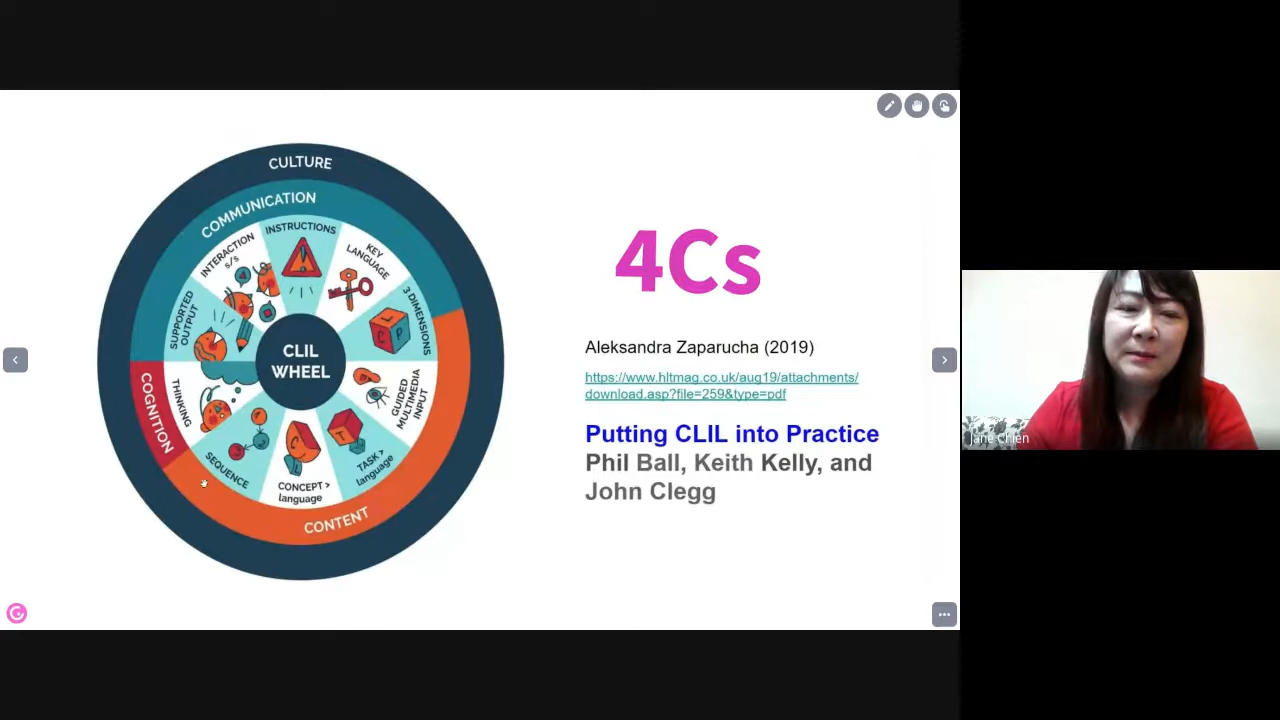 CULTURE
COMMUNICATION
INSTRUCTIONS
KEY
LANGUAGE
3 DIMENSIONS
GUIDED
MULTIMEDIA
INPUT
TASK >
language
CONCEPT >
language
SEQUENCE
THINKING
SUPPORTED
OUTPUT
INTERACTION
s/s
CLIL
WHEEL
COGNITION
CONTENT
4Cs
Aleksandra Zaparucha (2019)
https://www.hltmag.co.uk/aug19/attachments/
download.asp?file=259&type=pdf
Putting CLIL into Practice
Phil Ball, Keith Kelly, and
John Clegg
Jane Chien